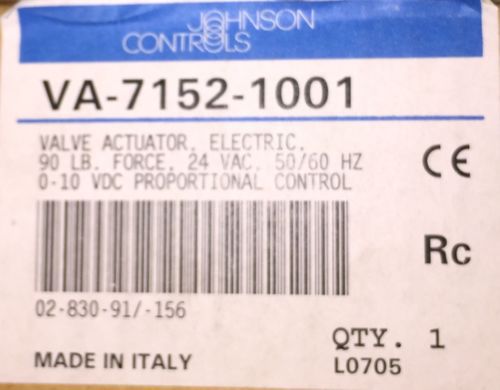 JOHNSON
CONTROLS
VA-7152-1001
VALVE ACTUATOR, ELECTRIC,
90 LB. FORCE, 24 VAC, 50/60 HZ
0-10 VDC PROPORTIONAL CONTROL
CE
Rc
02-830-91/-156
QTY. 1
MADE IN ITALY
L0705